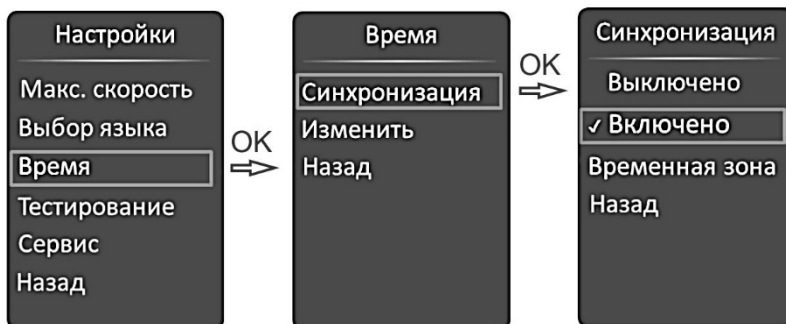 Настройки
Макс. скорость
Выбор языка
Время
Тестирование
Сервис
Назад
OK
Время
Синхронизация
Изменить
Назад
OK
Синхронизация
Выключено
✓ Включено
Временная зона
Назад